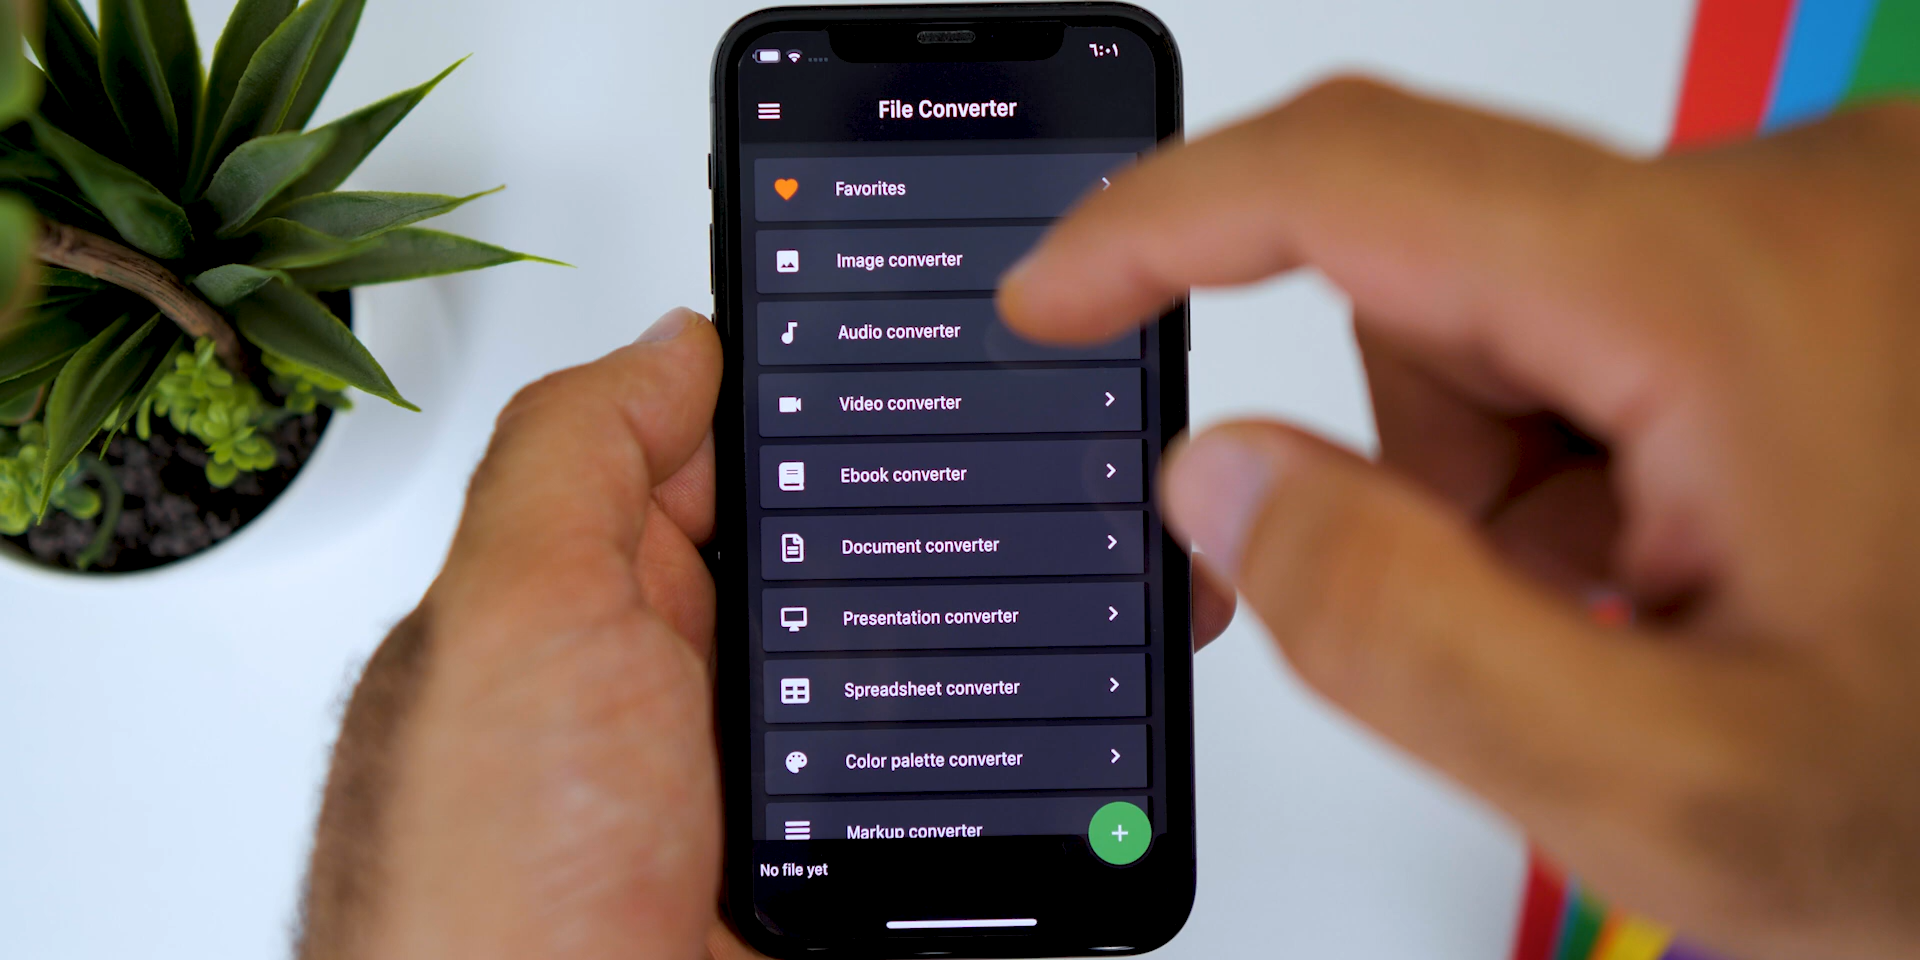 ٦:٠١
File Converter
Favorites
Image converter
Audio converter
Video converter
Ebook converter
Document converter
Presentation converter
Spreadsheet converter
Color palette converter
Markup converter
No file yet